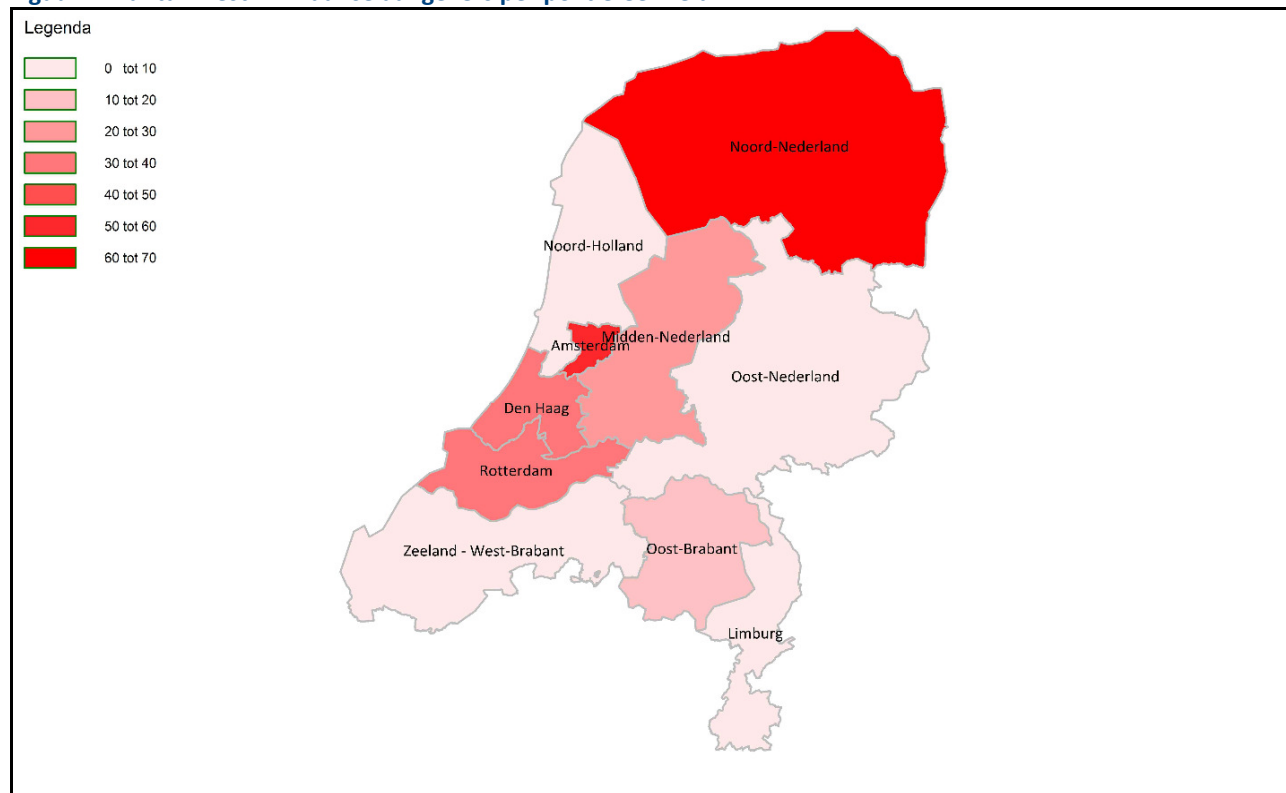 Legenda
0 tot 10
10 tot 20
20 tot 30
30 tot 40
40 tot 50
50 tot 60
60 tot 70
Noord-Nederland
Noord-Holland
Midden-Nederland
Amsterdam
Oost-Nederland
Den Haag
Rotterdam
Zeeland - West-Brabant
Oost-Brabant
Limburg